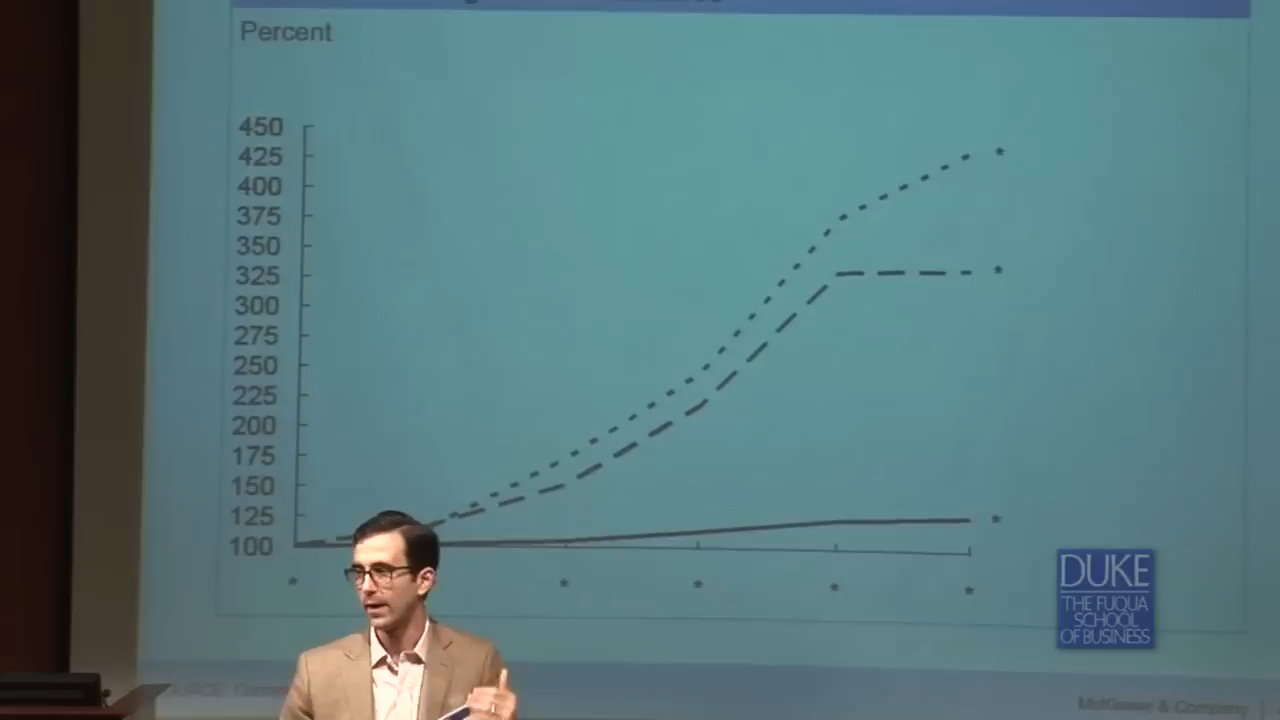 Percent
450
425
400
375
350
325
300
275
250
225
200
175
150
125
100
* 
* 
*
* * * * *
DUKE
THE FUQUA
SCHOOL
OF BUSINESS
McKinsey & Company